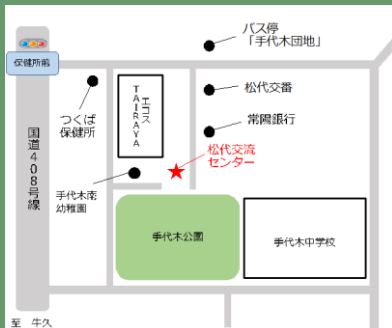 バス停
「手代木団地」
保健所前
松代交番
つくば
保健所
TAIRAYA
エコス
常陽銀行
国道408号線
松代交流
センター
手代木南
幼稚園
手代木公園
手代木中学校
至 牛久